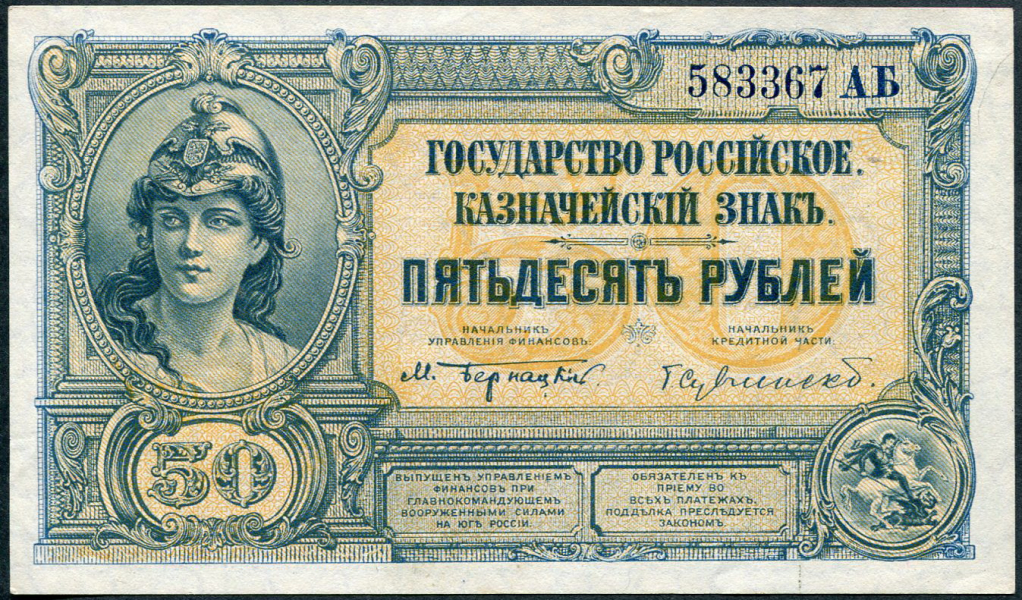 583367 АБ
ГОСУДАРСТВО РОССІЙСКОЕ.
КАЗНАЧЕЙСКІЙ ЗНАКЪ.
ПЯТЬДЕСЯТЪ РУБЛЕЙ
НАЧАЛЬНИКЪ
УПРАВЛЕНІЯ ФИНАНСОВЪ:
НАЧАЛЬНИКЪ
КРЕДИТНОЙ ЧАСТИ:
М. Бернацкій.
50
ВЫПУЩЕНЪ УПРАВЛЕНІЕМЪ
ФИНАНСОВЪ ПРИ
ГЛАВНОКОМАНДУЮЩЕМЪ
ВООРУЖЕННЫМИ СИЛАМИ
НА ЮГѢ РОССІИ.
ОБЯЗАТЕЛЕНЪ КЪ
ПРІЕМУ ВО
ВСѢХЪ ПЛАТЕЖАХЪ.
ПОДДѢЛКА ПРЕСЛѢДУЕТСЯ
ЗАКОНОМЪ.